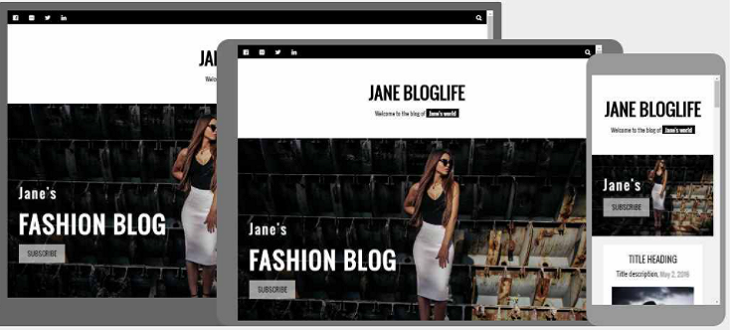 JA
Welc
Jane's
FASHION BLOG
SUBSCRIBE
JANE BLOGLIFE
Welcome to the blog of Jane's world
Jane's
FASHION BLOG
SUBSCRIBE
JANE BLOGLIFE
Welcome to the blog of Jane's world
Jane's
SUBSCRIBE
TITLE HEADING
Title description, May 2, 2016